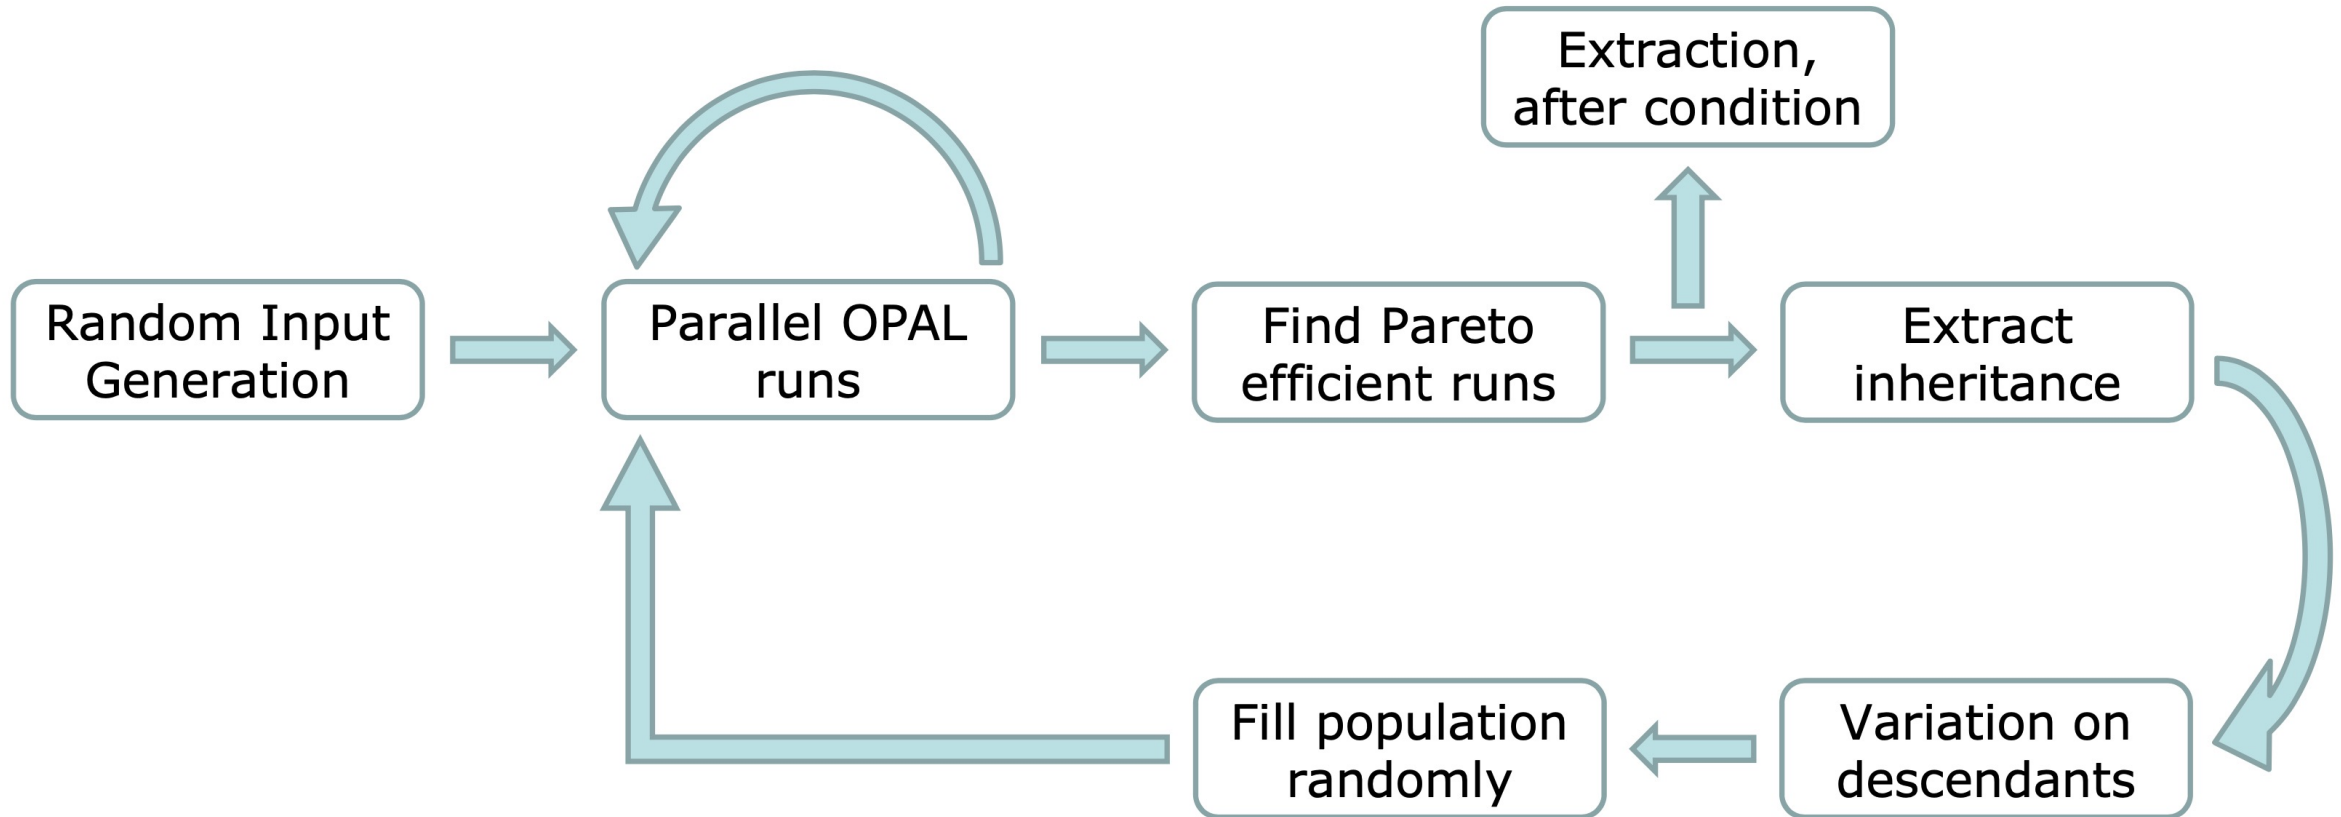 Extraction,
after condition
Random Input
Generation
Parallel OPAL
runs
Find Pareto
efficient runs
Extract
inheritance
Fill population
randomly
Variation on
descendants